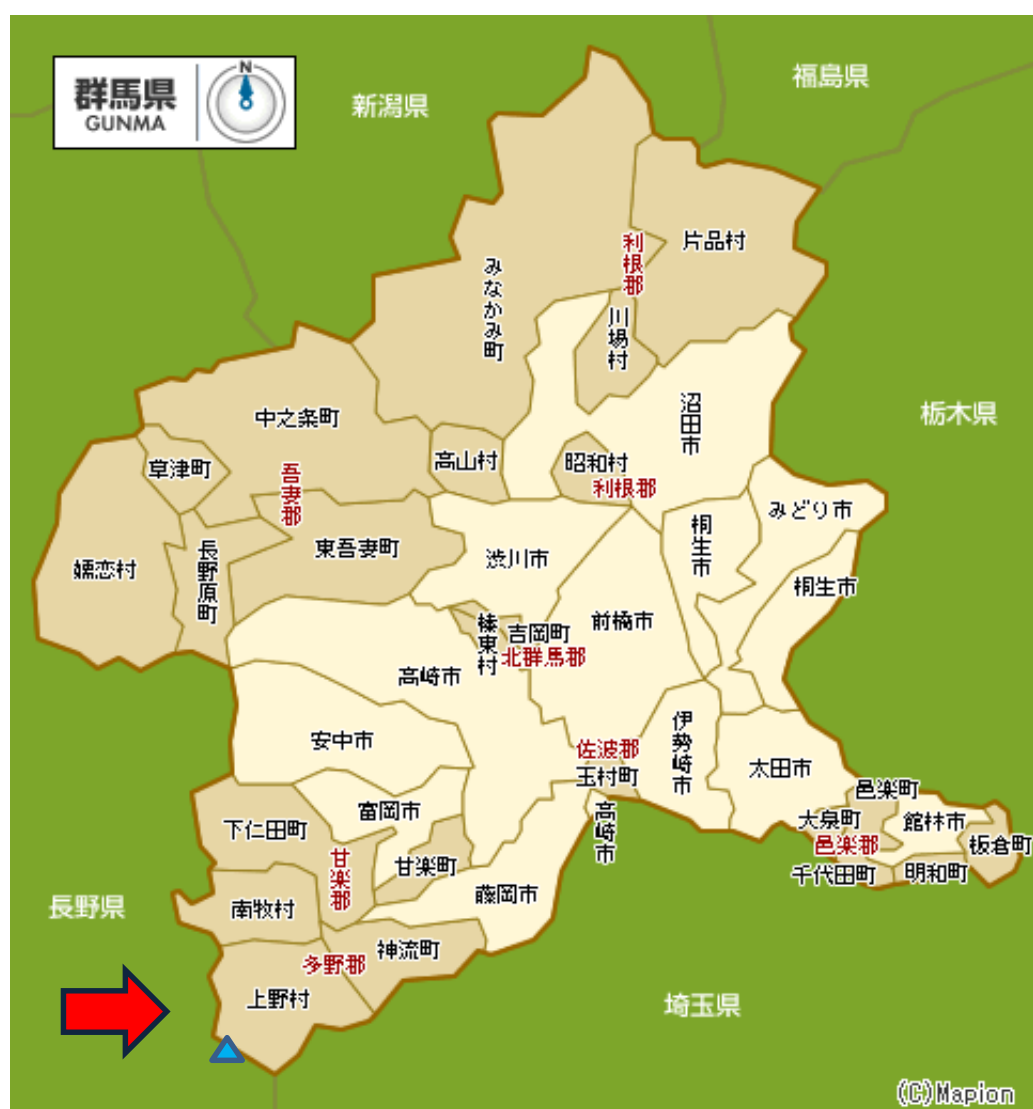 群馬県
GUNMA
N
新潟県
福島県
利根郡
片品村
みなかみ町
川場村
沼田市
栃木県
中之条町
草津町
高山村
昭和村
利根郡
吾妻郡
みどり市
桐生市
東吾妻町
渋川市
嬬恋村
長野原町
桐生市
榛東村
吉岡町
前橋市
北群馬郡
高崎市
伊勢崎市
安中市
佐波郡
玉村町
太田市
邑楽町
富岡市
高崎市
大泉町
館林市
下仁田町
邑楽郡
板倉町
甘楽郡
甘楽町
千代田町
明和町
藤岡市
長野県
南牧村
神流町
多野郡
上野村
埼玉県
(C)Mapion